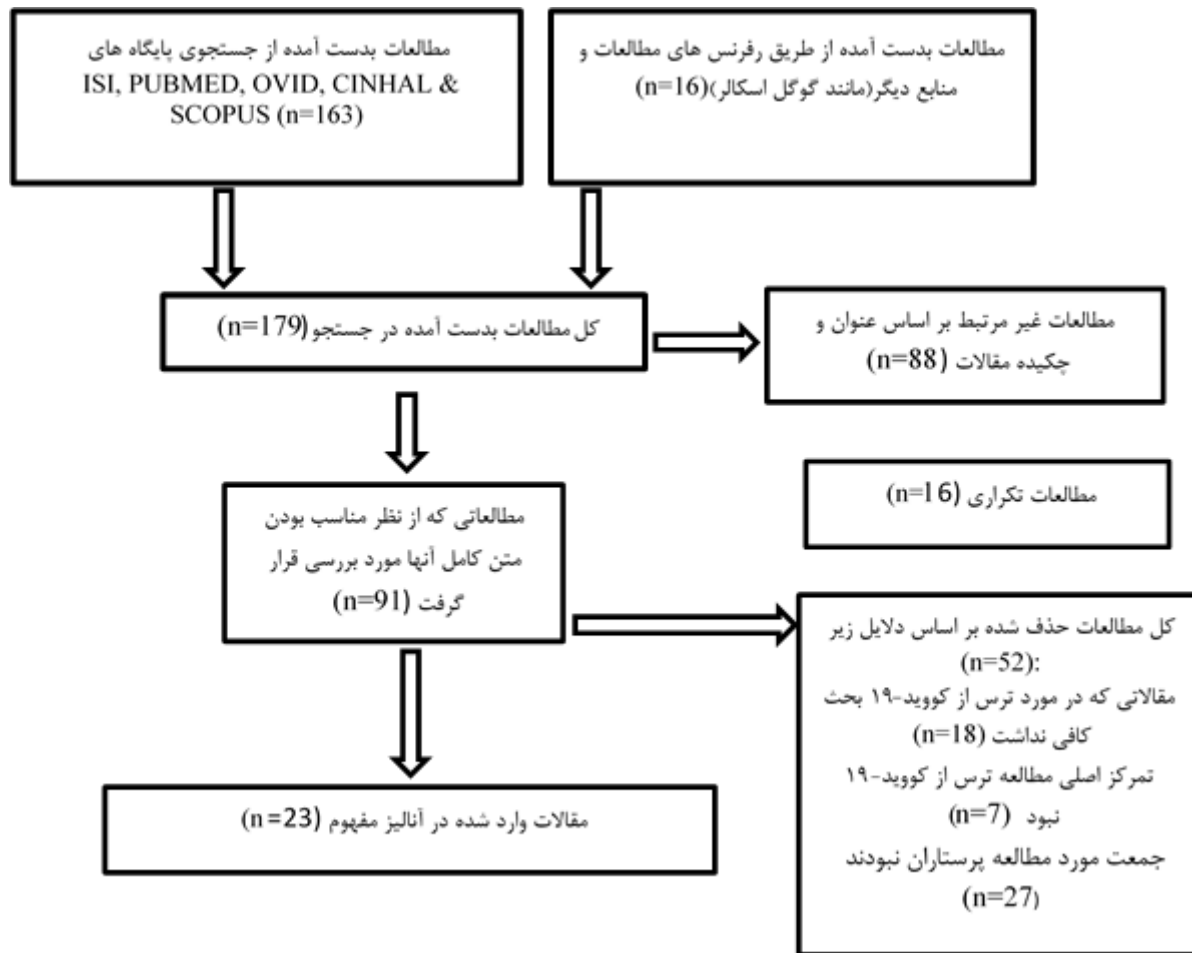 مطالعات بدست آمده از طریق رفرنس های مطالعات و
منابع دیگر(مانند گوگل اسکالر)(n=16)
مطالعات بدست آمده از جستجوی پایگاه های
ISI, PUBMED, OVID, CINHAL &
SCOPUS (n=163)
کل مطالعات بدست آمده در جستجو (n=179)
مطالعات غیر مرتبط بر اساس عنوان و
چکیده مقالات (n=88)
مطالعات تکراری (n=16)
مطالعاتی که از نظر مناسب بودن
متن کامل آنها مورد بررسی قرار
گرفت (n=91)
کل مطالعات حذف شده بر اساس دلایل زیر
(n=52):
مقالاتی که در مورد ترس از کووید-۱۹ بحث
کافی نداشت (n=18)
تمرکز اصلی مطالعه ترس از کووید-۱۹
نبود (n=7)
جمعت مورد مطالعه پرستاران نبودند
(n=27)
مقالات وارد شده در آنالیز مفهوم (n=23)